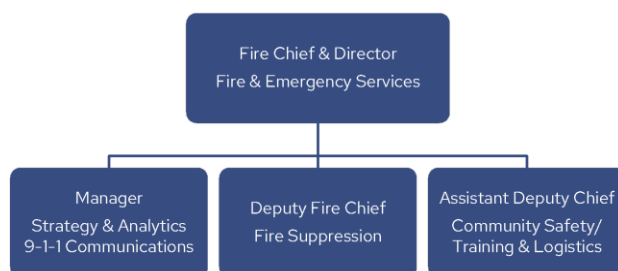 Fire Chief & Director
Fire & Emergency Services
Manager
Strategy & Analytics
9-1-1 Communications
Deputy Fire Chief
Fire Suppression
Assistant Deputy Chief
Community Safety/
Training & Logistics